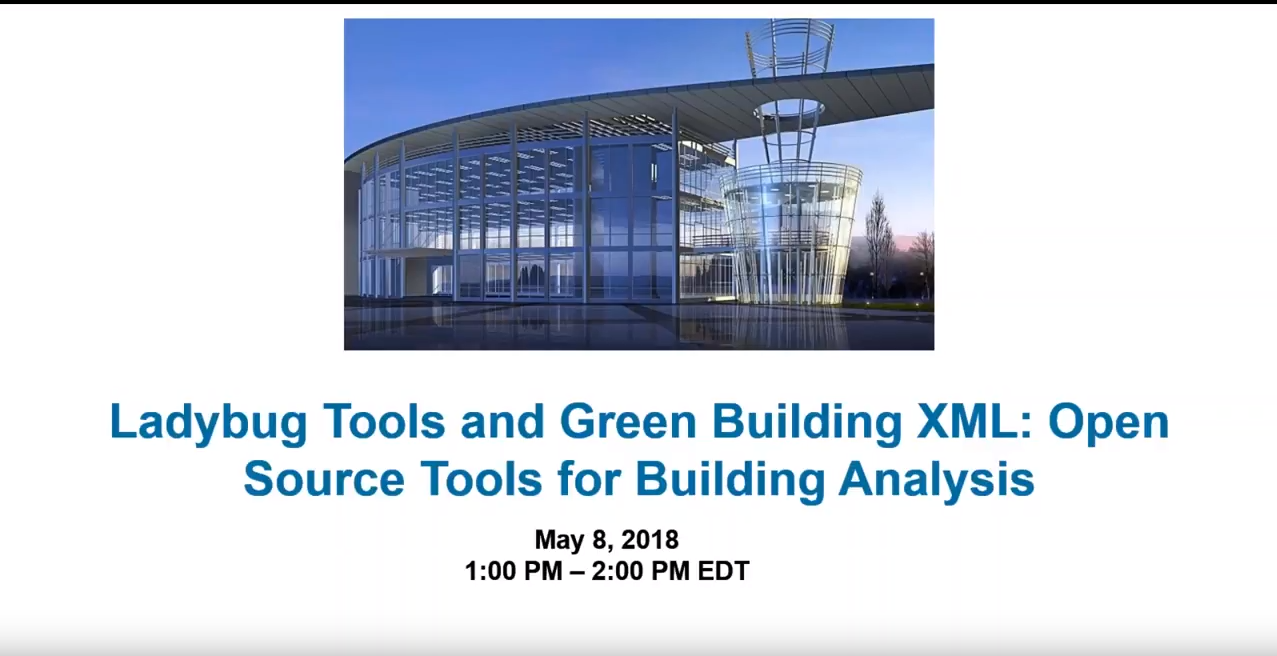 Ladybug Tools and Green Building XML: Open
Source Tools for Building Analysis
May 8, 2018
1:00 PM – 2:00 PM EDT